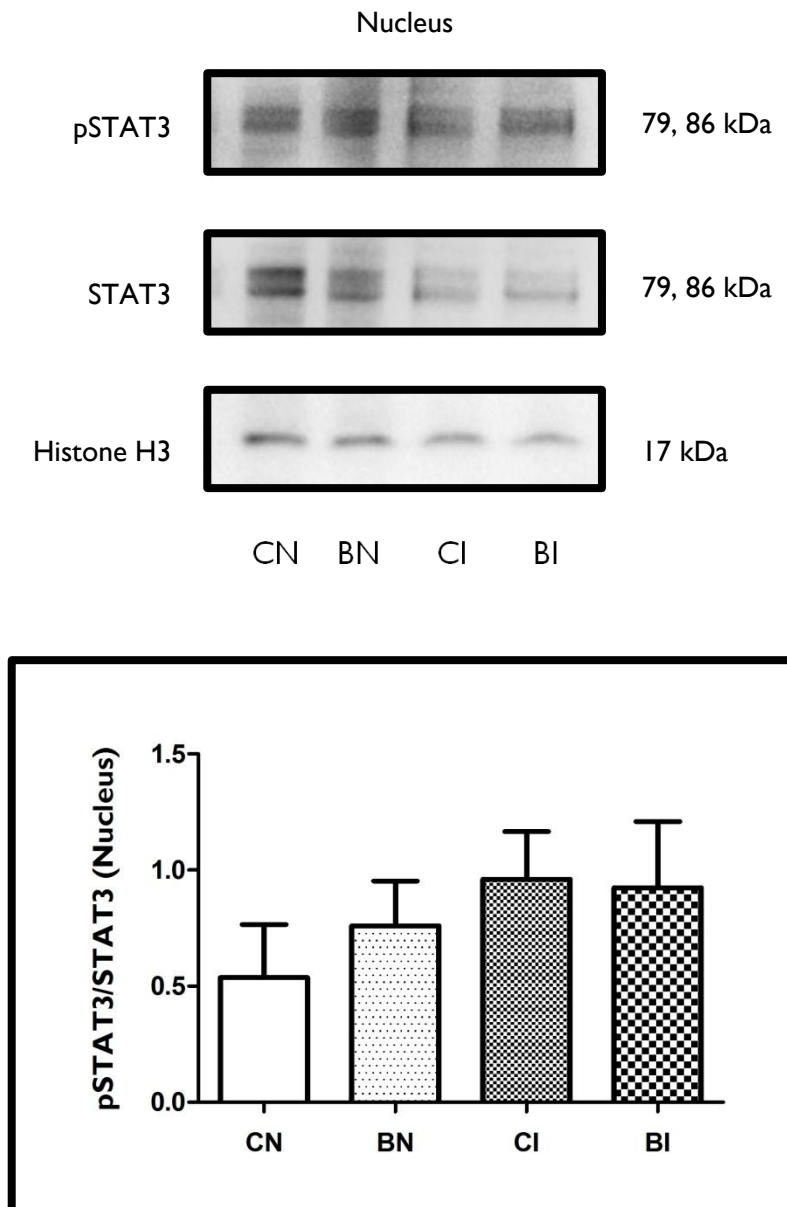 Nucleus
pSTAT3 79, 86 kDa
STAT3 79, 86 kDa
Histone H3 17 kDa
CN BN CI BI
pSTAT3/STAT3 (Nucleus)
1.5
1.0
0.5
0.0
CN BN CI BI